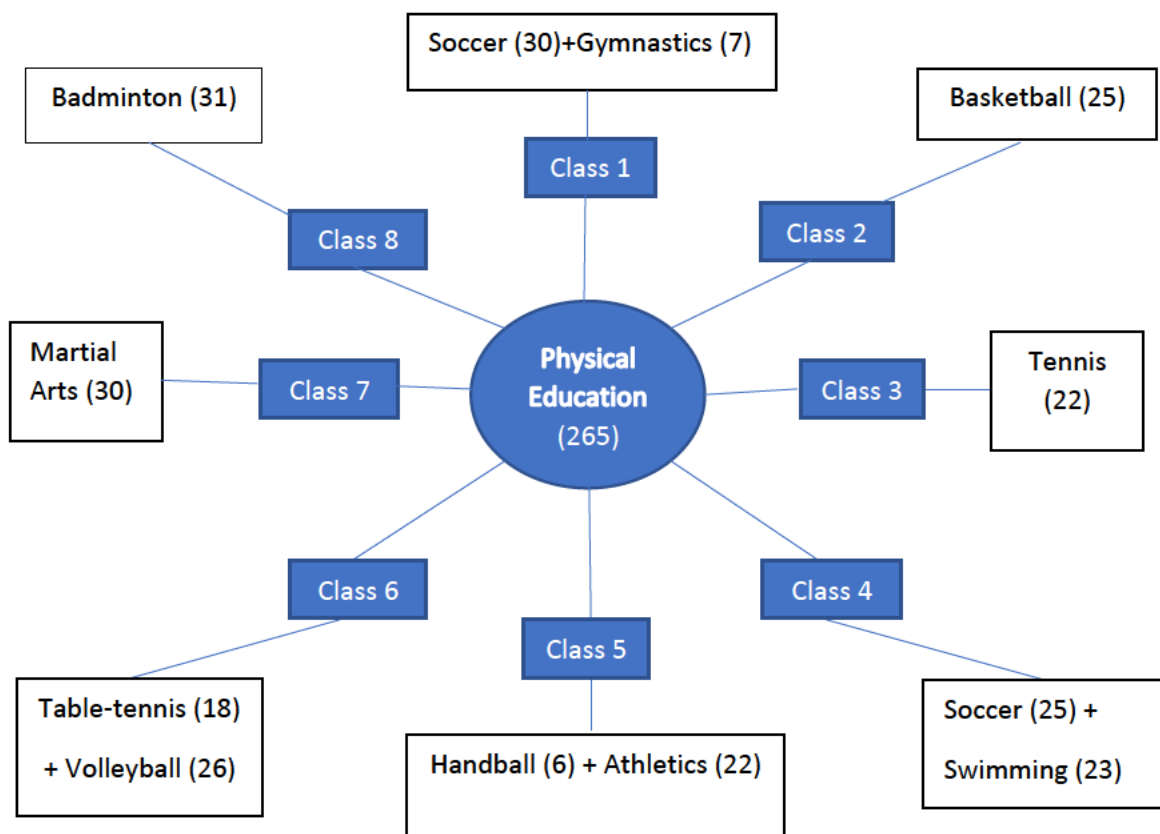 Soccer (30)+Gymnastics (7)
Badminton (31)
Basketball (25)
Class 1
Class 8
Class 2
Martial
Arts (30)
Class 7
Physical
Education
(265)
Class 3
Tennis
(22)
Class 6
Class 5
Class 4
Table-tennis (18)
+ Volleyball (26)
Handball (6) + Athletics (22)
Soccer (25) +
Swimming (23)